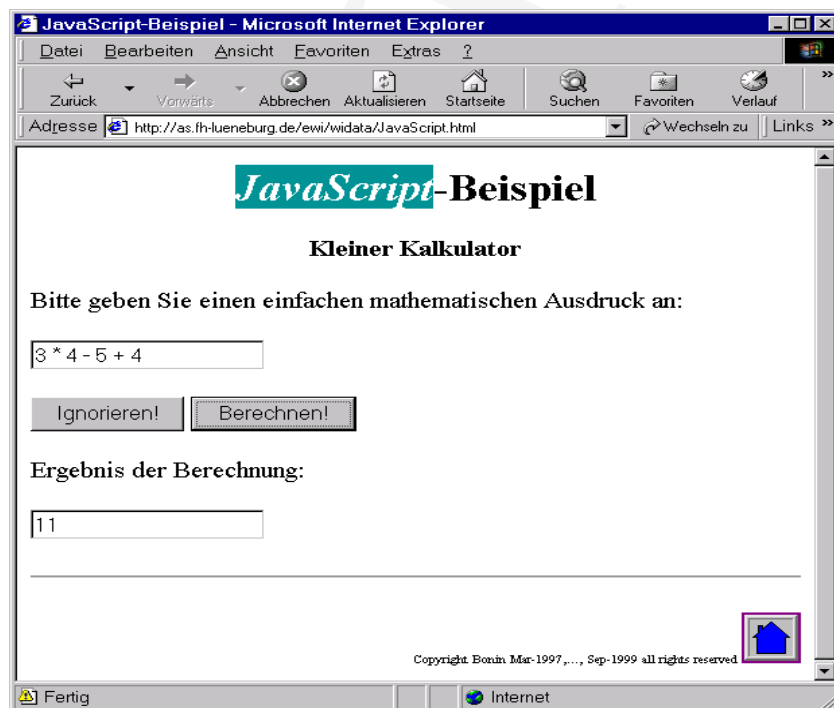 JavaScript-Beispiel - Microsoft Internet Explorer
Datei Bearbeiten Ansicht Favoriten Extras ?
Zurück Vorwärts Abbrechen Aktualisieren Startseite Suchen Favoriten Verlauf »
Adresse http://as.fh-lueneburg.de/ewi/widata/JavaScript.html Wechseln zu Links »
JavaScript-Beispiel
Kleiner Kalkulator
Bitte geben Sie einen einfachen mathematischen Ausdruck an:
3 * 4 - 5 + 4
Ignorieren! Berechnen!
Ergebnis der Berechnung:
11
Copyright Bonin Mar-1997,..., Sep-1999 all rights reserved
Fertig Internet